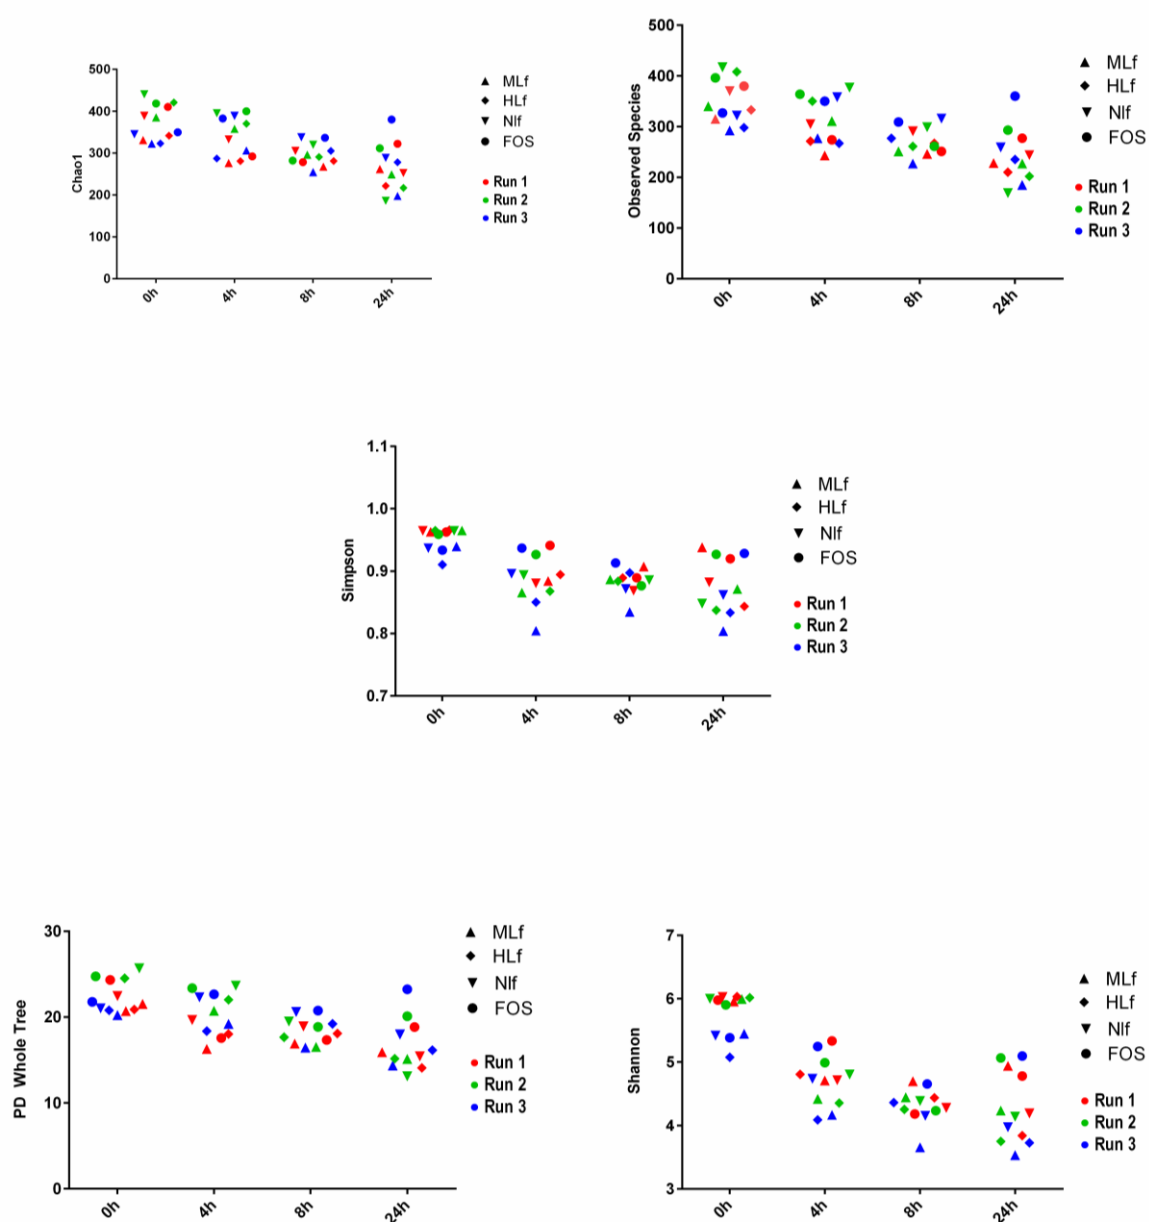 500
400
300
200
100
0
Chao1
0h
4h
8h
24h
MLf
HLf
Nlf
FOS
Run 1
Run 2
Run 3
500
400
300
200
100
0
Observed Species
0h
4h
8h
24h
MLf
HLf
Nlf
FOS
Run 1
Run 2
Run 3
1.1
1.0
0.9
0.8
0.7
Simpson
0h
4h
8h
24h
MLf
HLf
Nlf
FOS
Run 1
Run 2
Run 3
30
20
10
0
PD Whole Tree
0h
4h
8h
24h
MLf
HLf
Nlf
FOS
Run 1
Run 2
Run 3
7
6
5
4
3
Shannon
0h
4h
8h
24h
MLf
HLf
Nlf
FOS
Run 1
Run 2
Run 3